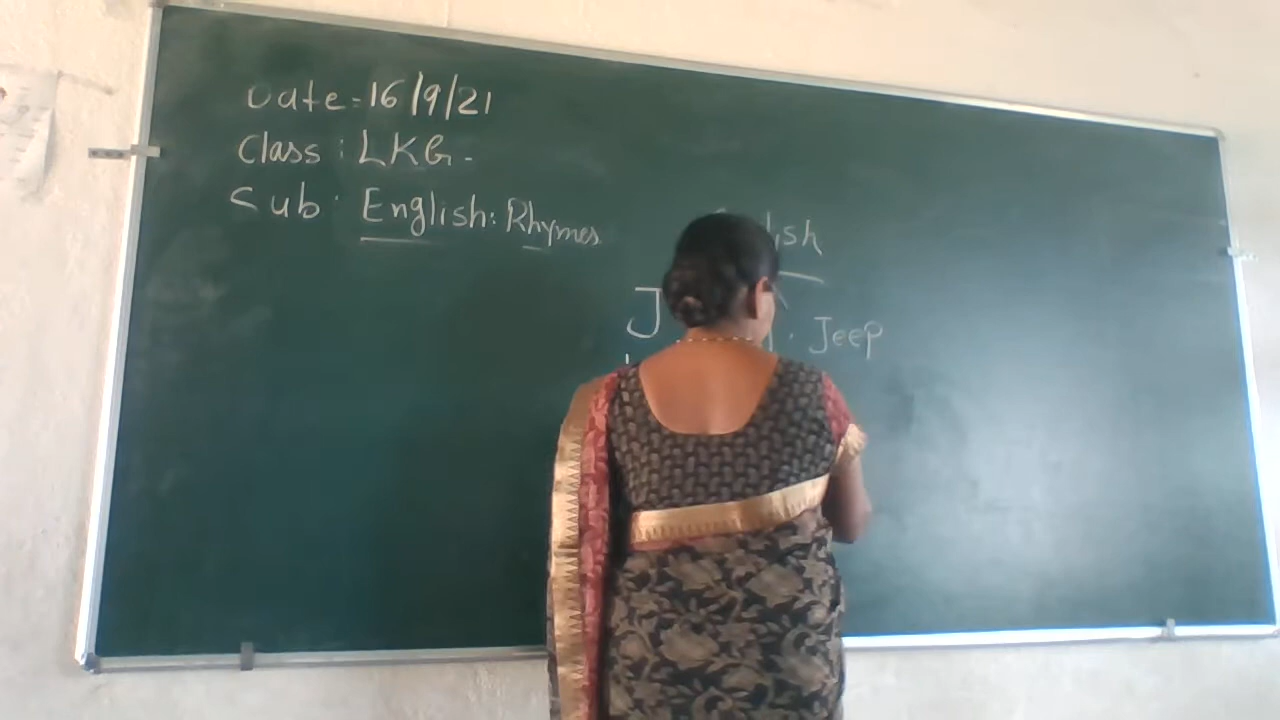 Date = 16/9/21
Class : LKG -
Sub : English : Rhymes
J
Jeep